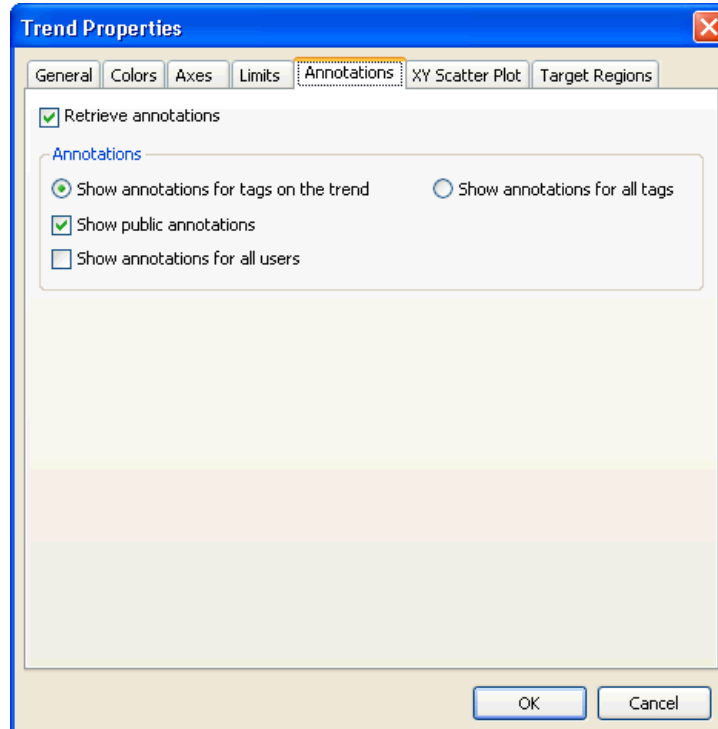 Trend Properties
General Colors Axes Limits Annotations XY Scatter Plot Target Regions
Retrieve annotations
Annotations
Show annotations for tags on the trend Show annotations for all tags
Show public annotations
Show annotations for all users
OK Cancel